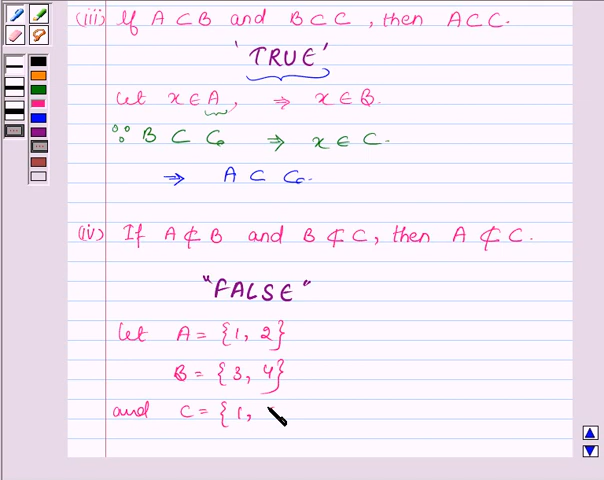 (iii) If A ⊂ B and B ⊂ C, then A ⊂ C.
'TRUE'
Let x ∈ A, ⇒ x ∈ B.
∵ B ⊂ C ⇒ x ∈ C.
⇒ A ⊂ C.
(iv) If A ⊄ B and B ⊄ C, then A ⊄ C.
"FALSE"
Let A = {1, 2}
B = {3, 4}
and C = {1,